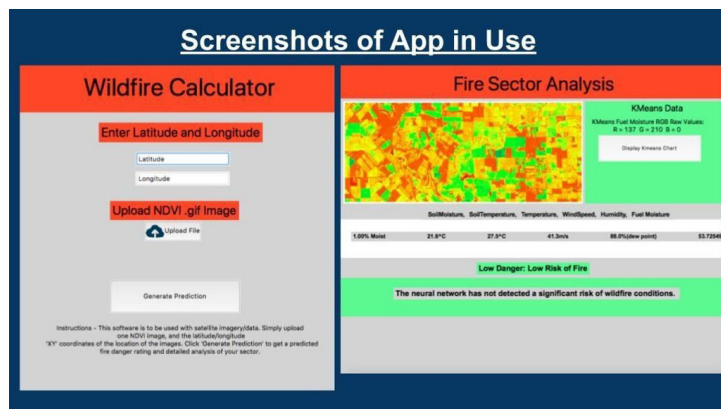 Screenshots of App in Use
Wildfire Calculator
Enter Latitude and Longitude
Latitude
Longitude
Upload NDVI .gif Image
Upload File
Generate Prediction
Instructions - This software is to be used with satellite imagery/data. Simply upload
one NDVI image, and the latitude/longitude
'XY' coordinates of the location of the images. Click 'Generate Prediction' to get a predicted
fire danger rating and detailed analysis of your sector.
Fire Sector Analysis
KMeans Data
KMeans Fuel Moisture RGB Raw Values:
R = 137 G = 210 B = 0
Display Kmeans Chart
SoilMoisture, SoilTemperature, Temperature, WindSpeed, Humidity, Fuel Moisture
1.00% Moist 21.8°C 27.5°C 41.3m/s 88.0%(dew point) 53.72549
Low Danger: Low Risk of Fire
The neural network has not detected a significant risk of wildfire conditions.